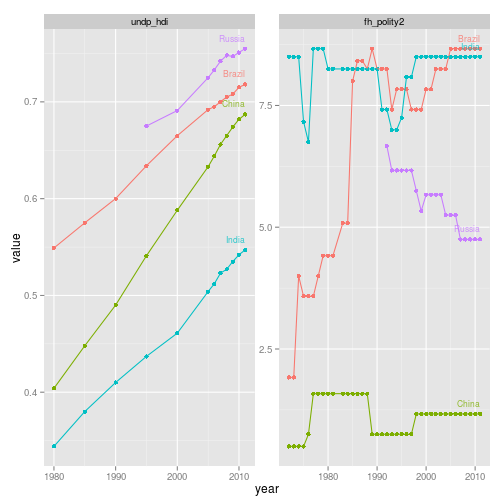 undp_hdi
fh_polity2
Russia
Brazil
China
India
Brazil
India
Russia
China
0.7
0.6
0.5
0.4
7.5
5.0
2.5
value
1980
1990
2000
2010
1980
1990
2000
2010
year